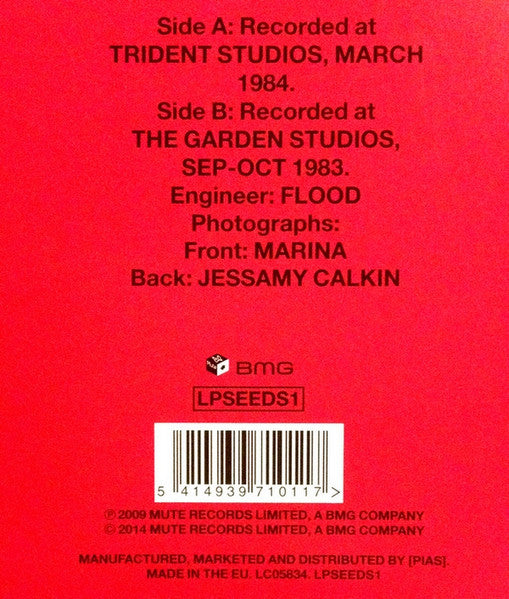 Side A: Recorded at
TRIDENT STUDIOS, MARCH
1984.
Side B: Recorded at
THE GARDEN STUDIOS,
SEP-OCT 1983.
Engineer: FLOOD
Photographs:
Front: MARINA
Back: JESSAMY CALKIN
BMG
LPSEEDS1
5 414939 710117 >
℗ 2009 MUTE RECORDS LIMITED, A BMG COMPANY
© 2014 MUTE RECORDS LIMITED, A BMG COMPANY
MANUFACTURED, MARKETED AND DISTRIBUTED BY [PIAS].
MADE IN THE EU. LC05834. LPSEEDS1